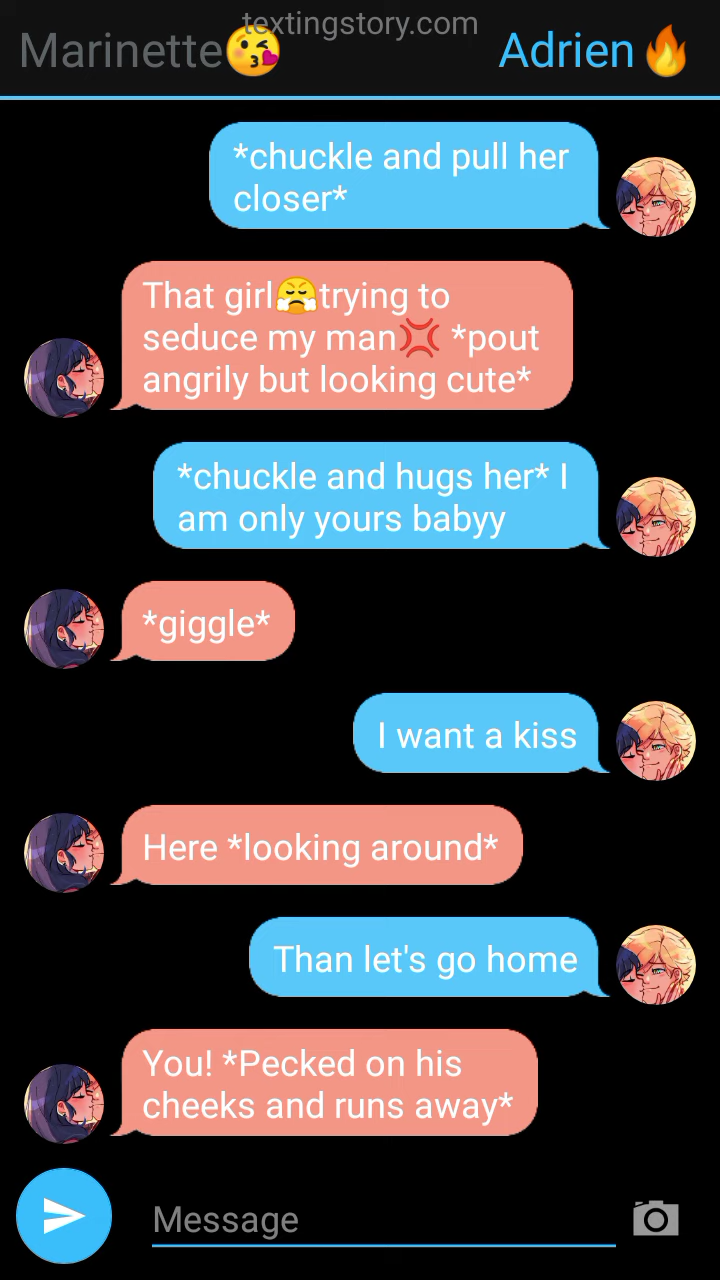 textingstory.com
Marinette😘 Adrien🔥
*chuckle and pull her
closer*
That girl😤trying to
seduce my man💢 *pout
angrily but looking cute*
*chuckle and hugs her* I
am only yours babyy
*giggle*
I want a kiss
Here *looking around*
Than let's go home
You! *Pecked on his
cheeks and runs away*
Message